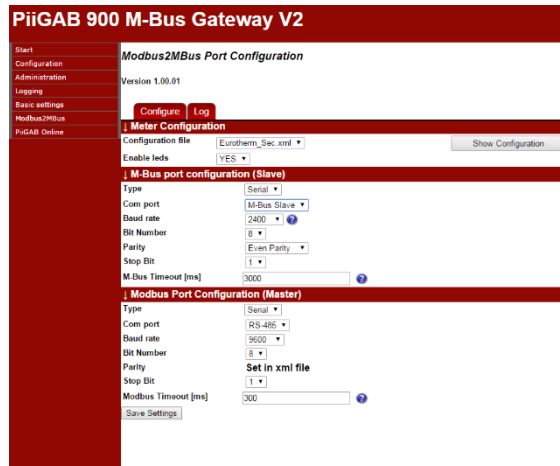 PiiGAB 900 M-Bus Gateway V2
Start
Configuration
Administration
Logging
Basic settings
Modbus2MBus
PiiGAB Online
Modbus2MBus Port Configuration
Version 1.00.01
Configure Log
↓ Meter Configuration
Configuration file Eurotherm_Sec.xml Show Configuration
Enable leds YES
↓ M-Bus port configuration (Slave)
Type Serial
Com port M-Bus Slave
Baud rate 2400 ?
Bit Number 8
Parity Even Parity
Stop Bit 1
M-Bus Timeout [ms] 3000 ?
↓ Modbus Port Configuration (Master)
Type Serial
Com port RS-485
Baud rate 9600
Bit Number 8
Parity Set in xml file
Stop Bit 1
Modbus Timeout [ms] 300 ?
Save Settings